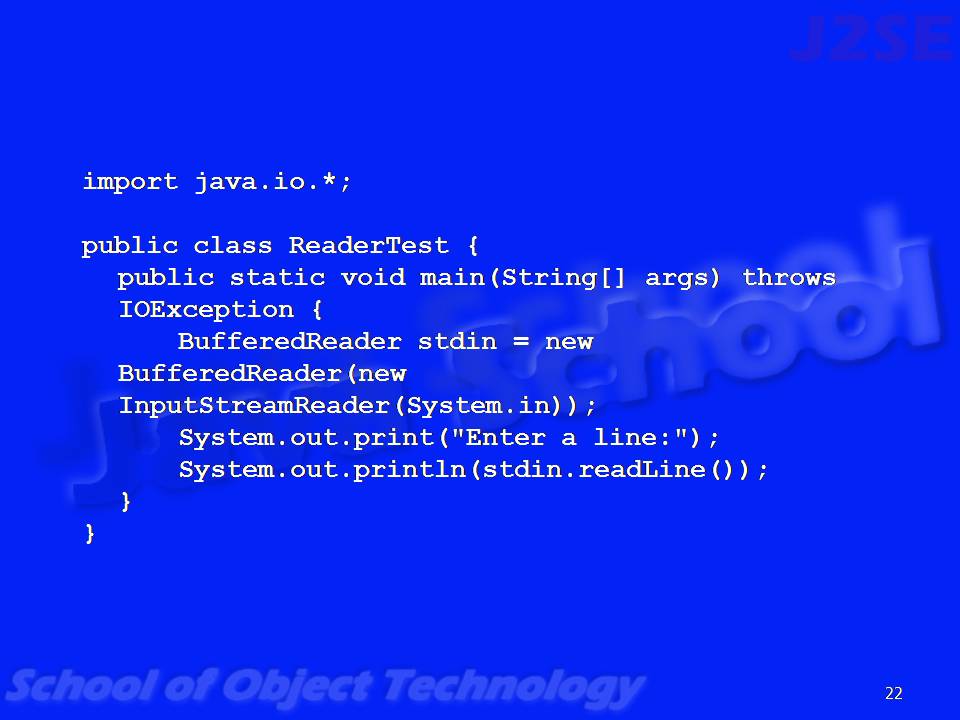 J2SE
import java.io.*;
public class ReaderTest {
public static void main(String[] args) throws
IOException {
BufferedReader stdin = new
BufferedReader(new
InputStreamReader(System.in));
System.out.print("Enter a line:");
System.out.println(stdin.readLine());
}
}
Java School
School of Object Technology
22